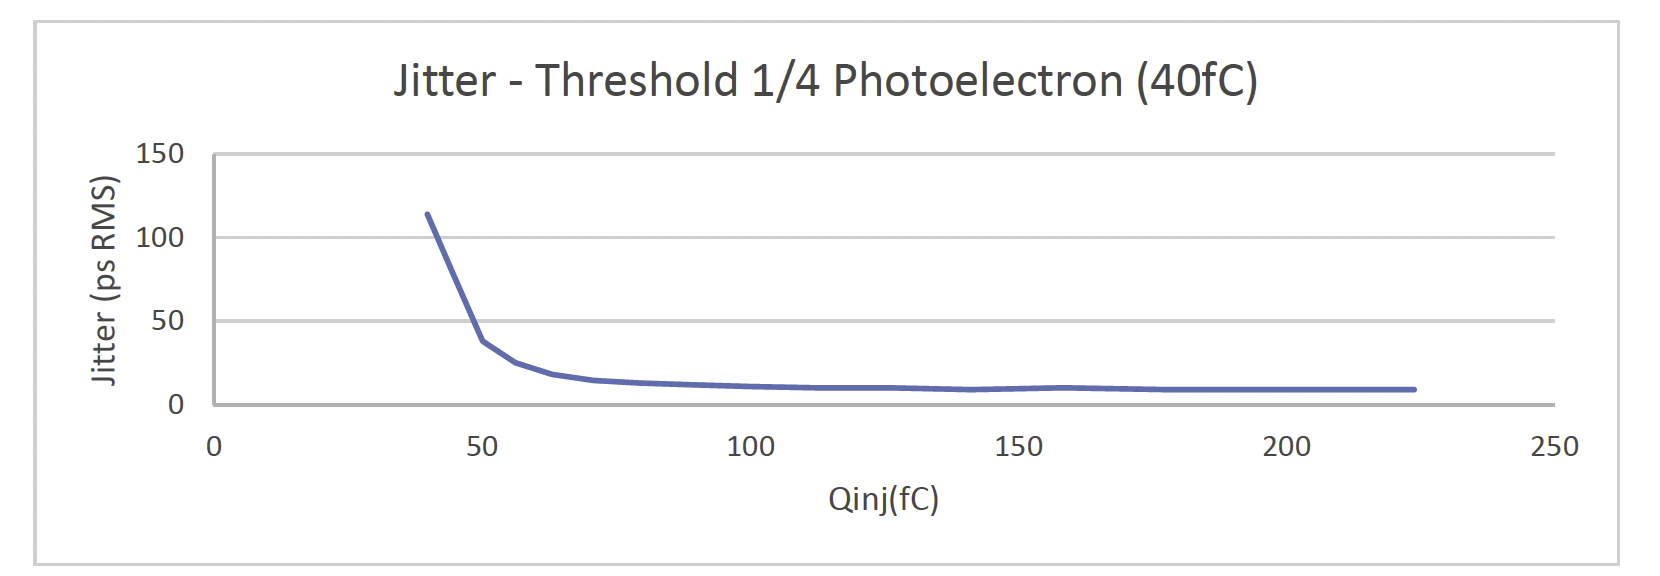 Jitter - Threshold 1/4 Photoelectron (40fC)
150
100
50
0
Jitter (ps RMS)
0 50 100 150 200 250
Qinj(fC)